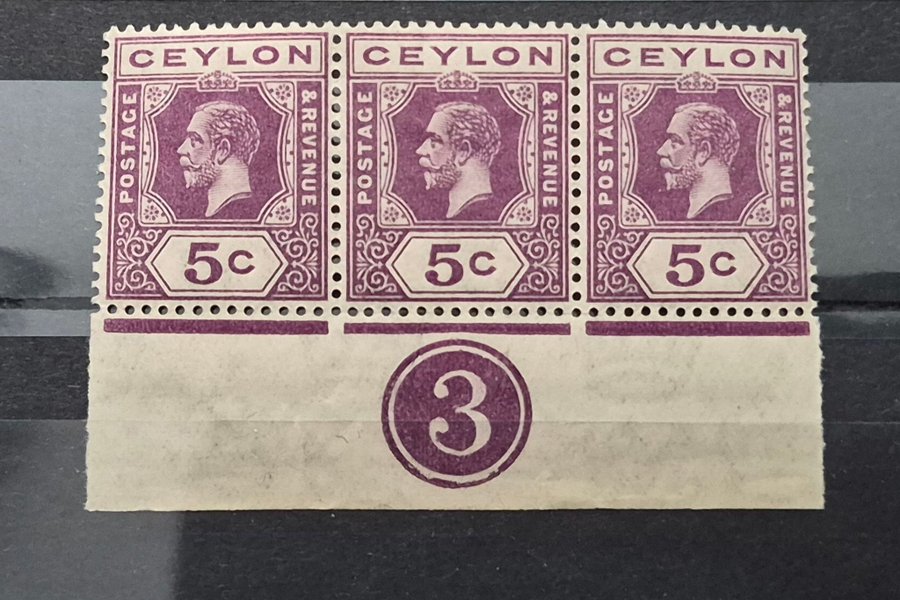 CEYLON
POSTAGE
& REVENUE
5c
CEYLON
POSTAGE
& REVENUE
5c
CEYLON
POSTAGE
& REVENUE
5c
3